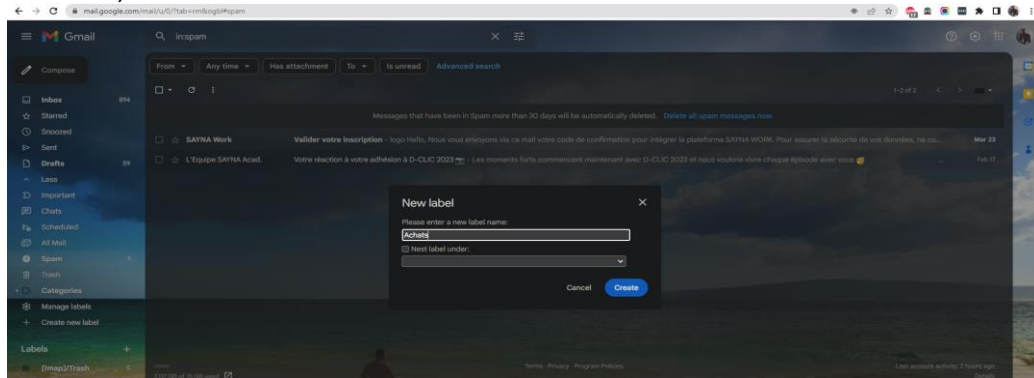 mail.google.com/mail/u/0/?tab=rm&ogbl#spam
Gmail
in:spam
Compose
From
Any time
Has attachment
To
Is unread
Advanced search
1–2 of 2
Inbox 894
Starred
Snoozed
Sent
Drafts 59
Less
Important
Chats
Scheduled
All Mail
Spam
Trash
Categories
Manage labels
Create new label
Labels
[Imap]/Trash
Messages that have been in Spam more than 30 days will be automatically deleted. Delete all spam messages now
SAYNA Work Valider votre inscription - logo Hello, Nous vous envoyons via ce mail votre code de confirmation pour intégrer la plateforme SAYNA WORK. Pour assurer la sécurité de vos données, ne co... Mar 23
L'Equipe SAYNA Acad. Votre réaction à votre adhésion à D-CLIC 2023 - Les moments forts commencent maintenant avec D-CLIC 2023 et nous voulons vivre chaque épisode avec vous Feb 17
New label
Please enter a new label name:
Achats
Nest label under:
Cancel
Create
Terms · Privacy · Program Policies
Last account activity: 2 hours ago
Details